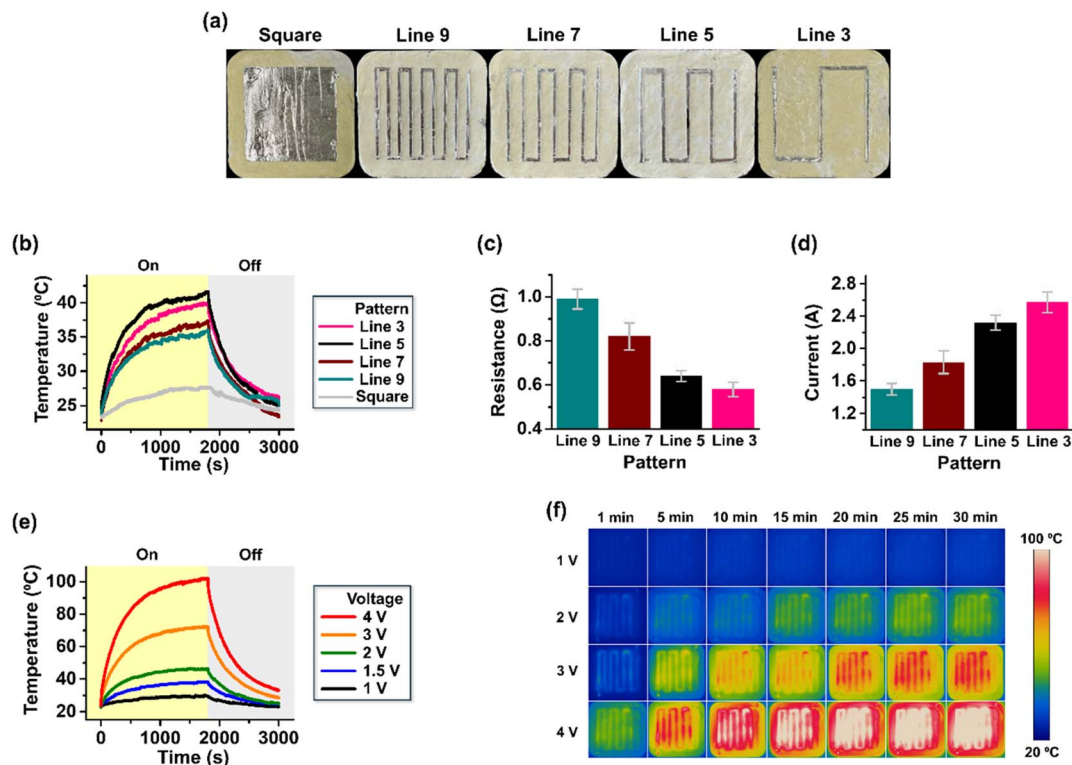 (a)
Square Line 9 Line 7 Line 5 Line 3
(b)
On Off
Temperature (ºC)
40
35
30
25
0 1000 2000 3000
Time (s)
Pattern
Line 3
Line 5
Line 7
Line 9
Square
(c)
Resistance (Ω)
1.0
0.8
0.6
0.4
Line 9 Line 7 Line 5 Line 3
Pattern
(d)
Current (A)
2.8
2.4
2.0
1.6
1.2
Line 9 Line 7 Line 5 Line 3
Pattern
(e)
On Off
Temperature (ºC)
100
80
60
40
20
0 1000 2000 3000
Time (s)
Voltage
4 V
3 V
2 V
1.5 V
1 V
(f)
1 min 5 min 10 min 15 min 20 min 25 min 30 min
1 V
2 V
3 V
4 V
100 ºC
20 ºC